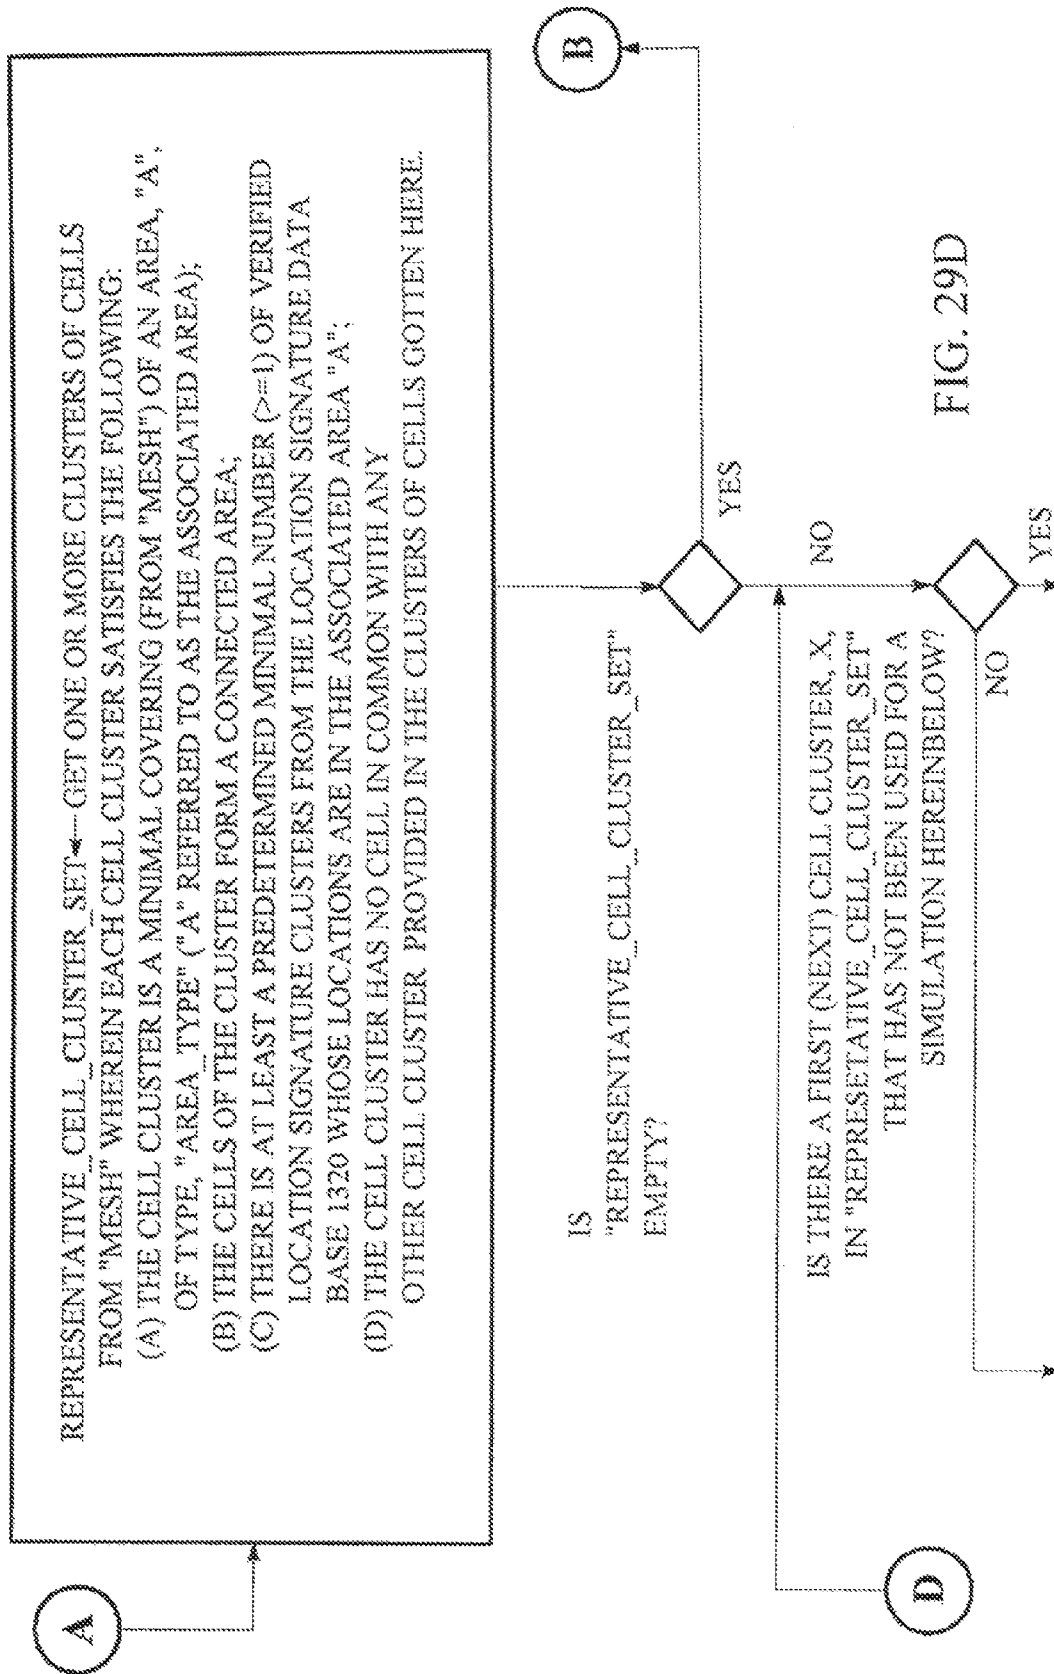 A
REPRESENTATIVE_CELL_CLUSTER_SET ← GET ONE OR MORE CLUSTERS OF CELLS
FROM "MESH" WHEREIN EACH CELL CLUSTER SATISFIES THE FOLLOWING:
(A) THE CELL CLUSTER IS A MINIMAL COVERING (FROM "MESH") OF AN AREA, "A",
OF TYPE, "AREA_TYPE" ("A" REFERRED TO AS THE ASSOCIATED AREA);
(B) THE CELLS OF THE CLUSTER FORM A CONNECTED AREA;
(C) THERE IS AT LEAST A PREDETERMINED MINIMAL NUMBER (>=1) OF VERIFIED
LOCATION SIGNATURE CLUSTERS FROM THE LOCATION SIGNATURE DATA
BASE 1320 WHOSE LOCATIONS ARE IN THE ASSOCIATED AREA "A";
(D) THE CELL CLUSTER HAS NO CELL IN COMMON WITH ANY
OTHER CELL CLUSTER PROVIDED IN THE CLUSTERS OF CELLS GOTTEN HERE.
B
IS
"REPRESENTATIVE_CELL_CLUSTER_SET"
EMPTY?
YES
NO
D
IS THERE A FIRST (NEXT) CELL CLUSTER, X,
IN "REPRESETATIVE_CELL_CLUSTER_SET"
THAT HAS NOT BEEN USED FOR A
SIMULATION HEREINBELOW?
NO
YES
FIG. 29D